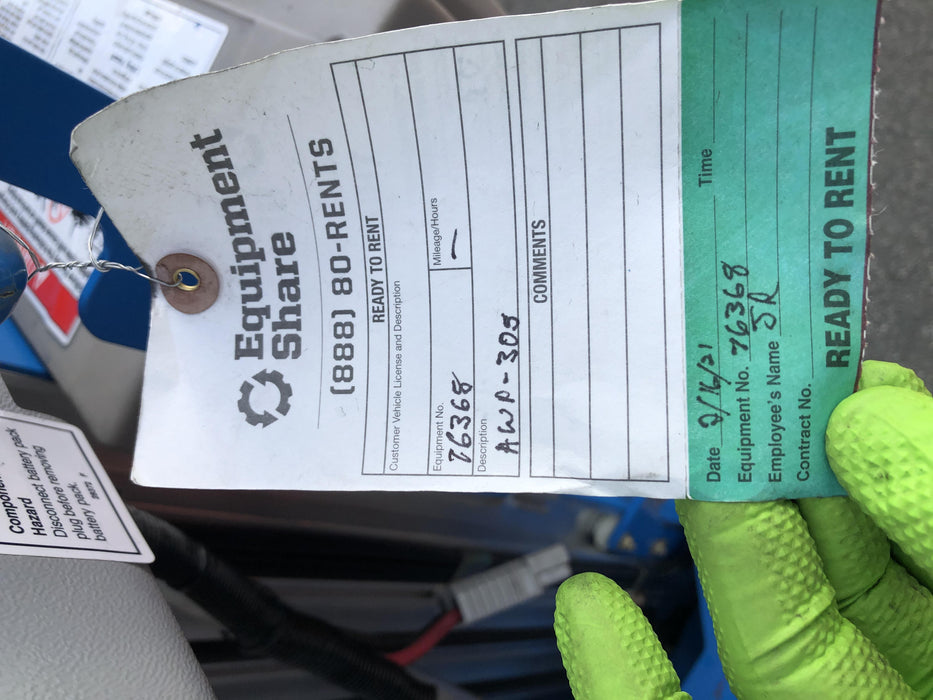 Equipment
Share
(888) 80-RENTS
READY TO RENT
Customer Vehicle License and Description
Equipment No.
76368
Mileage/Hours
—
Description
AWP-305
COMMENTS
Date 2/16/21 Time
Equipment No. 76368
Employee's Name JR
Contract No.
READY TO RENT
Hazard
Disconnect battery pack
plug before removing
battery pack.